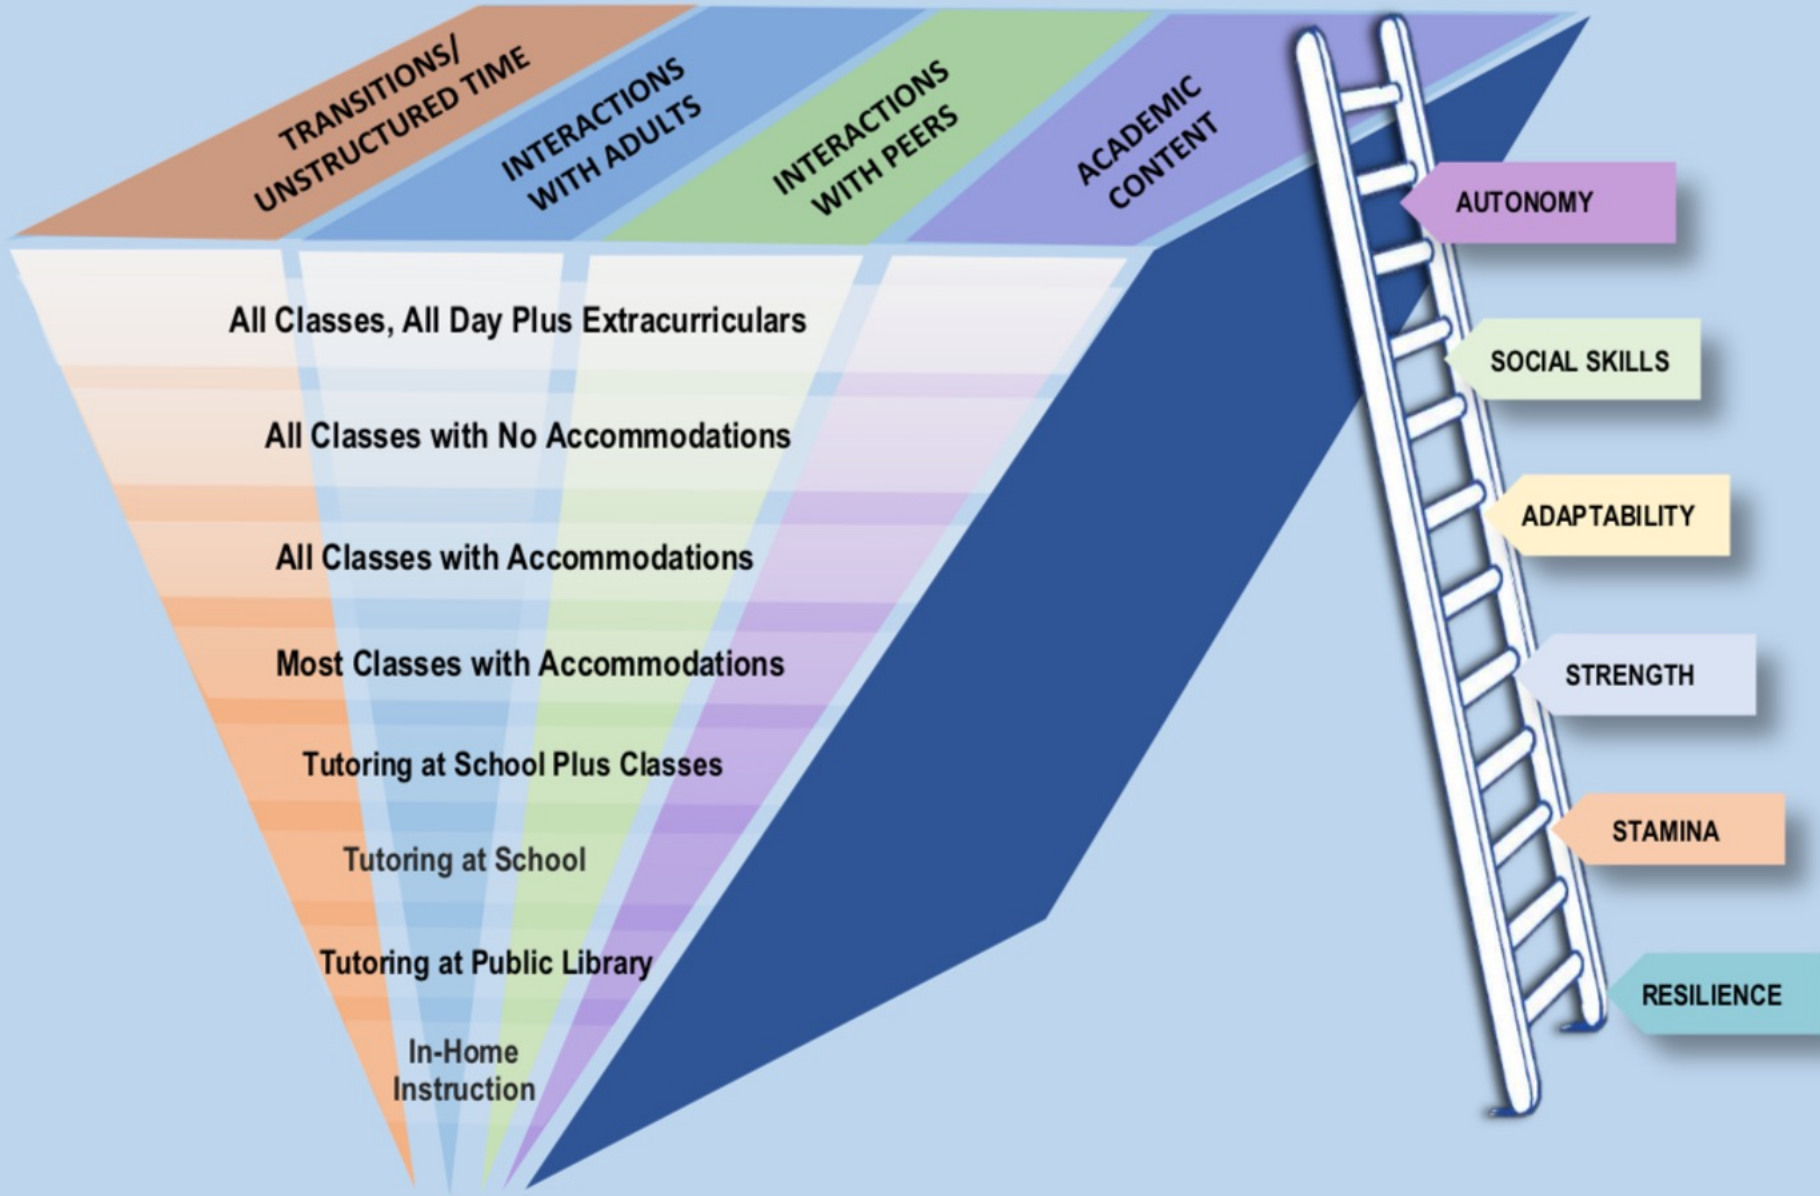 TRANSITIONS/
UNSTRUCTURED TIME
INTERACTIONS
WITH ADULTS
INTERACTIONS
WITH PEERS
ACADEMIC
CONTENT
All Classes, All Day Plus Extracurriculars
All Classes with No Accommodations
All Classes with Accommodations
Most Classes with Accommodations
Tutoring at School Plus Classes
Tutoring at School
Tutoring at Public Library
In-Home
Instruction
AUTONOMY
SOCIAL SKILLS
ADAPTABILITY
STRENGTH
STAMINA
RESILIENCE